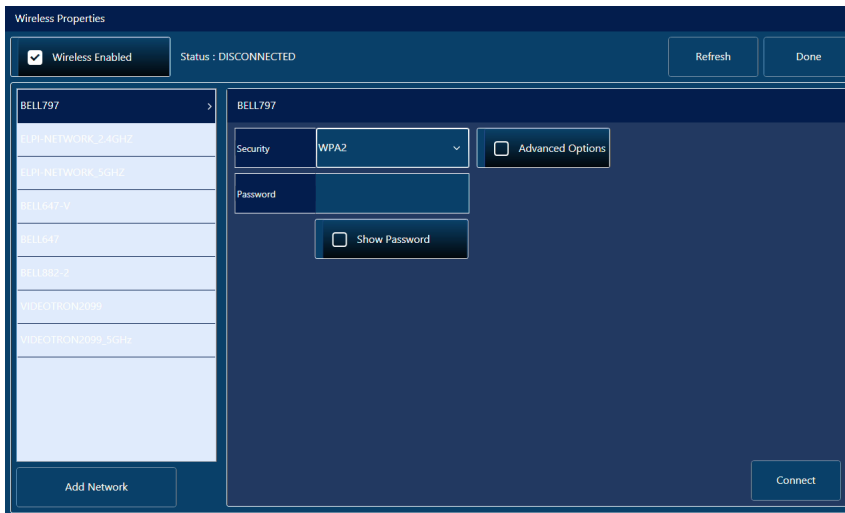 Wireless Properties
Wireless Enabled
Status : DISCONNECTED
Refresh
Done
BELL797
ELPI-NETWORK_2.4GHZ
ELPI-NETWORK_5GHZ
BELL647-V
BELL647
BELL882-2
VIDEOTRON2099
VIDEOTRON2099_5GHz
Add Network
BELL797
Security
WPA2
Advanced Options
Password
Show Password
Connect